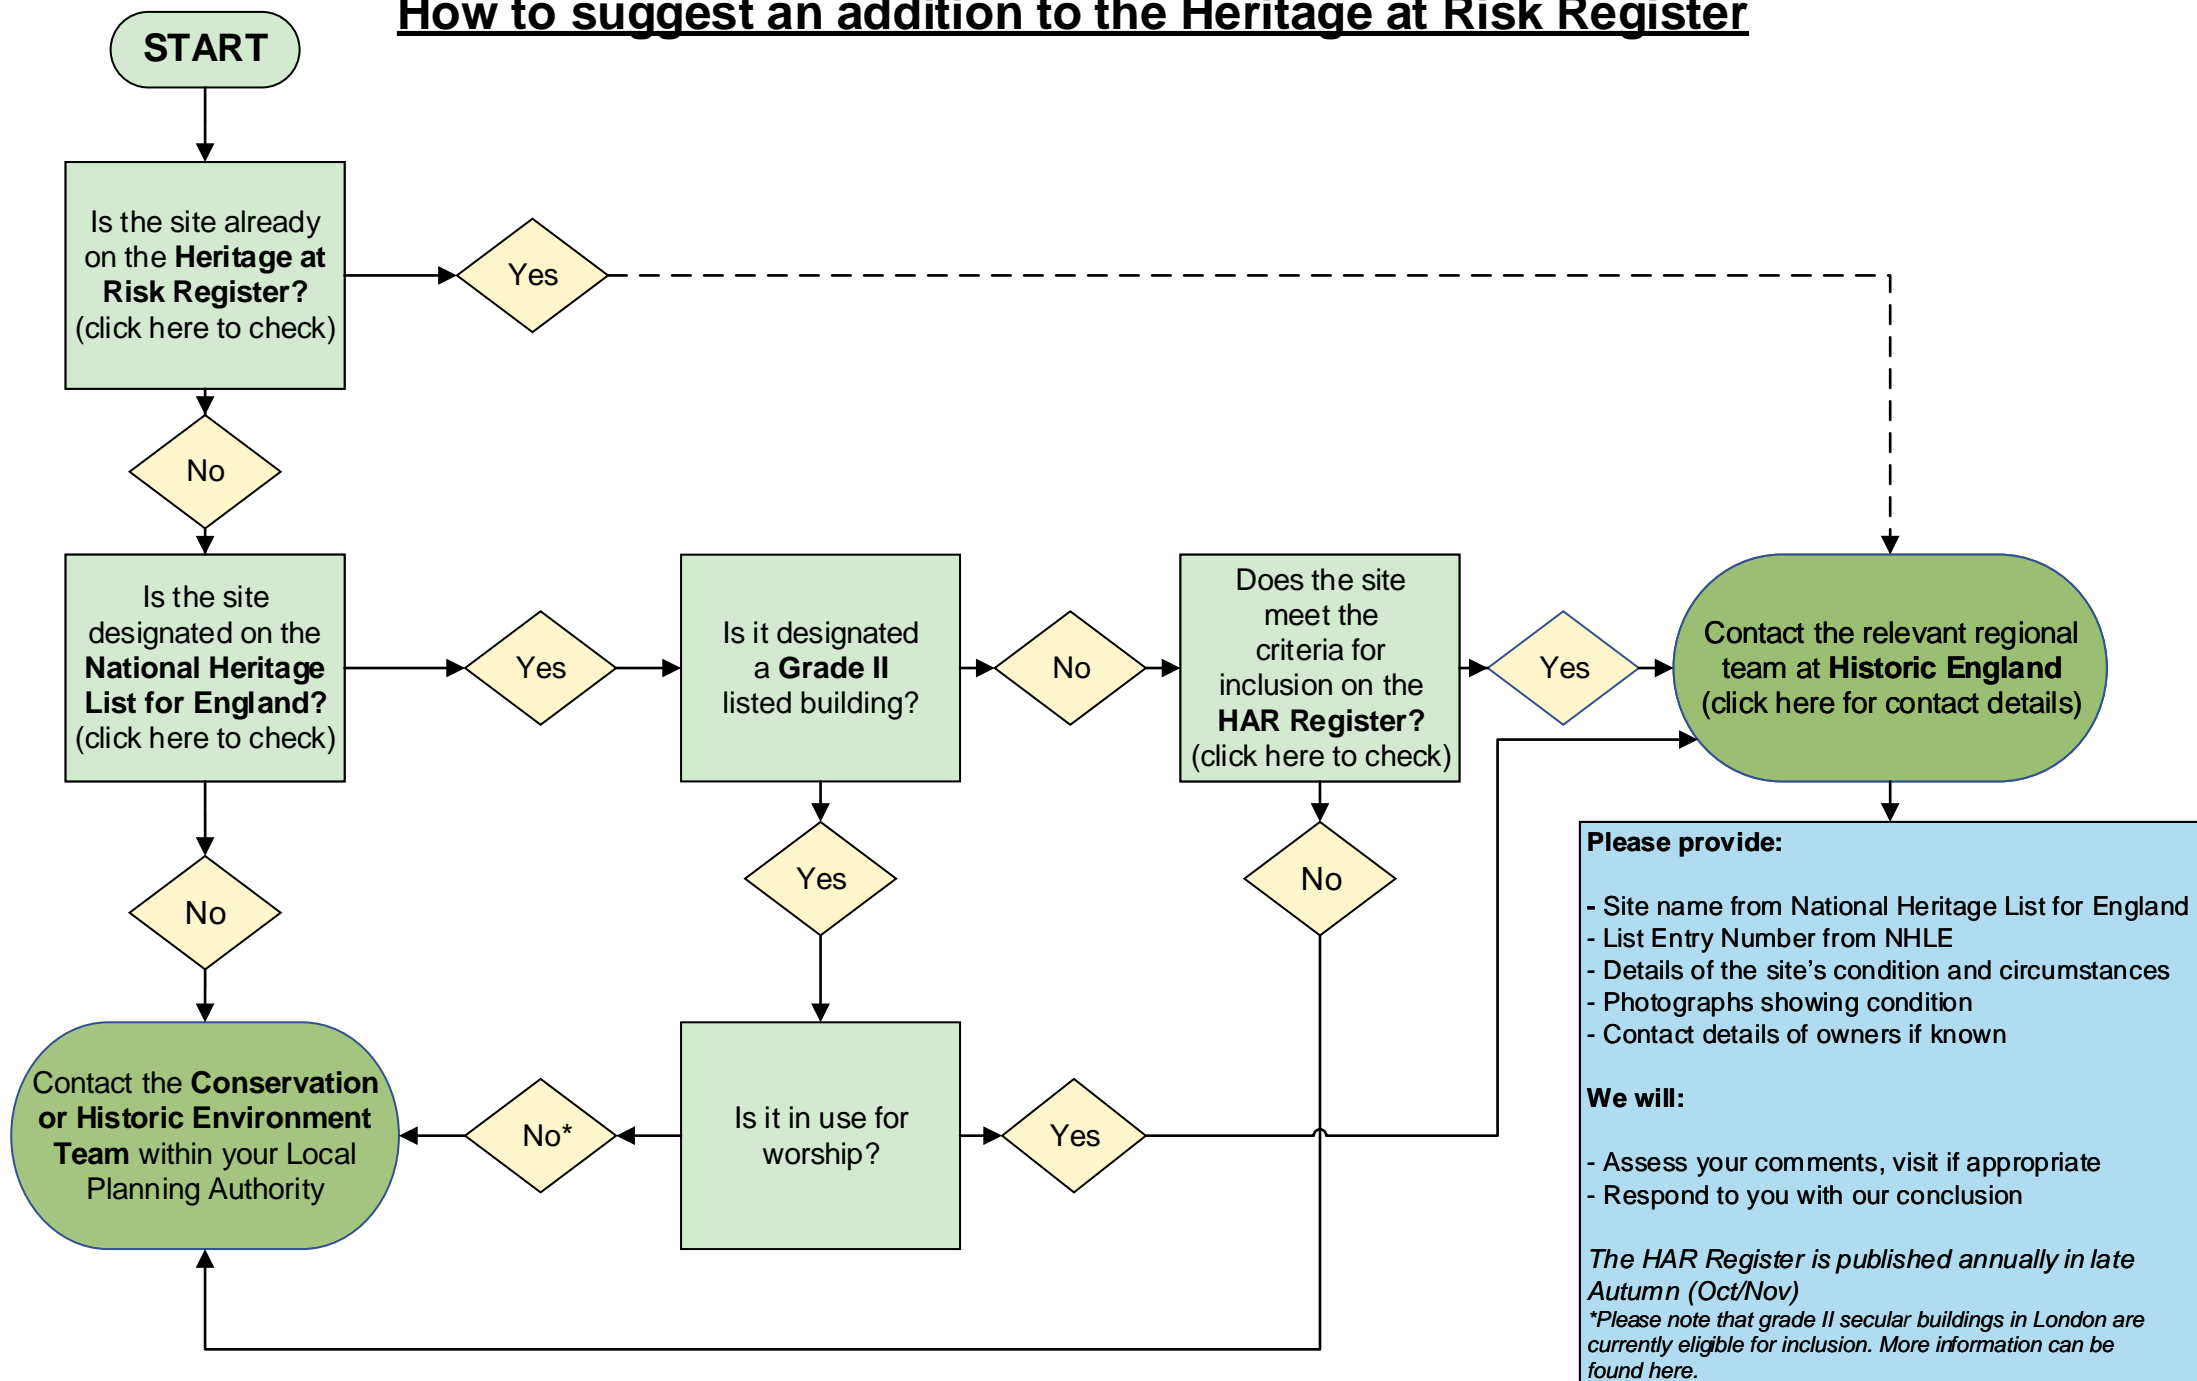 How to suggest an addition to the Heritage at Risk Register
START
Is the site already
on the Heritage at
Risk Register?
(click here to check)
Yes
No
Is the site
designated on the
National Heritage
List for England?
(click here to check)
Yes
Is it designated
a Grade II
listed building?
No
Does the site
meet the
criteria for
inclusion on the
HAR Register?
(click here to check)
Yes
Contact the relevant regional
team at Historic England
(click here for contact details)
No
Yes
No
Contact the Conservation
or Historic Environment
Team within your Local
Planning Authority
No*
Is it in use for
worship?
Yes
Please provide:
- Site name from National Heritage List for England
- List Entry Number from NHLE
- Details of the site’s condition and circumstances
- Photographs showing condition
- Contact details of owners if known
We will:
- Assess your comments, visit if appropriate
- Respond to you with our conclusion
The HAR Register is published annually in late
Autumn (Oct/Nov)
*Please note that grade II secular buildings in London are
currently eligible for inclusion. More information can be
found here.